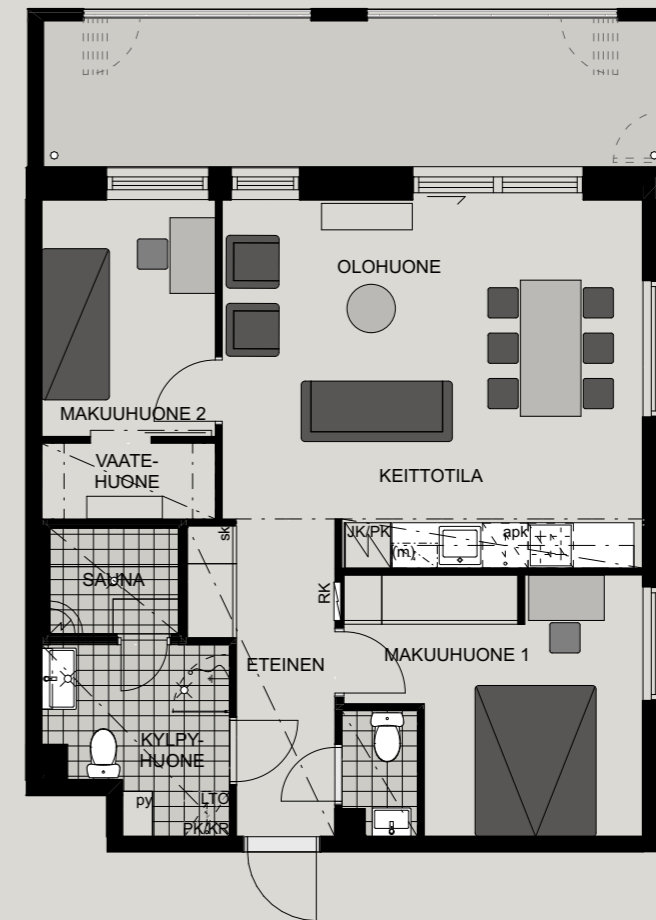 OLOHUONE
MAKUUHUONE 2
VAATE-
HUONE
KEITTOTILA
sk
JK/PK
(m)
apk
SAUNA
RK
ETEINEN
MAKUUHUONE 1
KYLPY-
HUONE
py
LTO
PK/KR